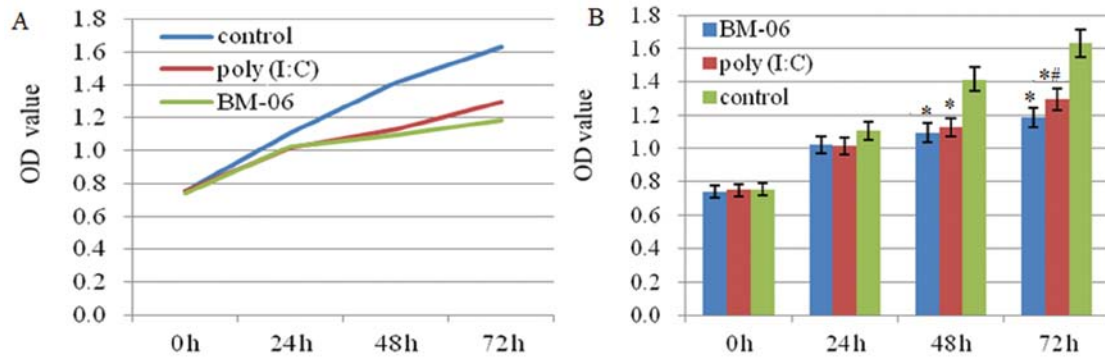 A
OD value
1.8
1.6
1.4
1.2
1.0
0.8
0.6
0.4
0.2
0.0
control
poly (I:C)
BM-06
0h 24h 48h 72h
B
OD value
1.8
1.6
1.4
1.2
1.0
0.8
0.6
0.4
0.2
0.0
BM-06
poly (I:C)
control
* * * *#
0h 24h 48h 72h